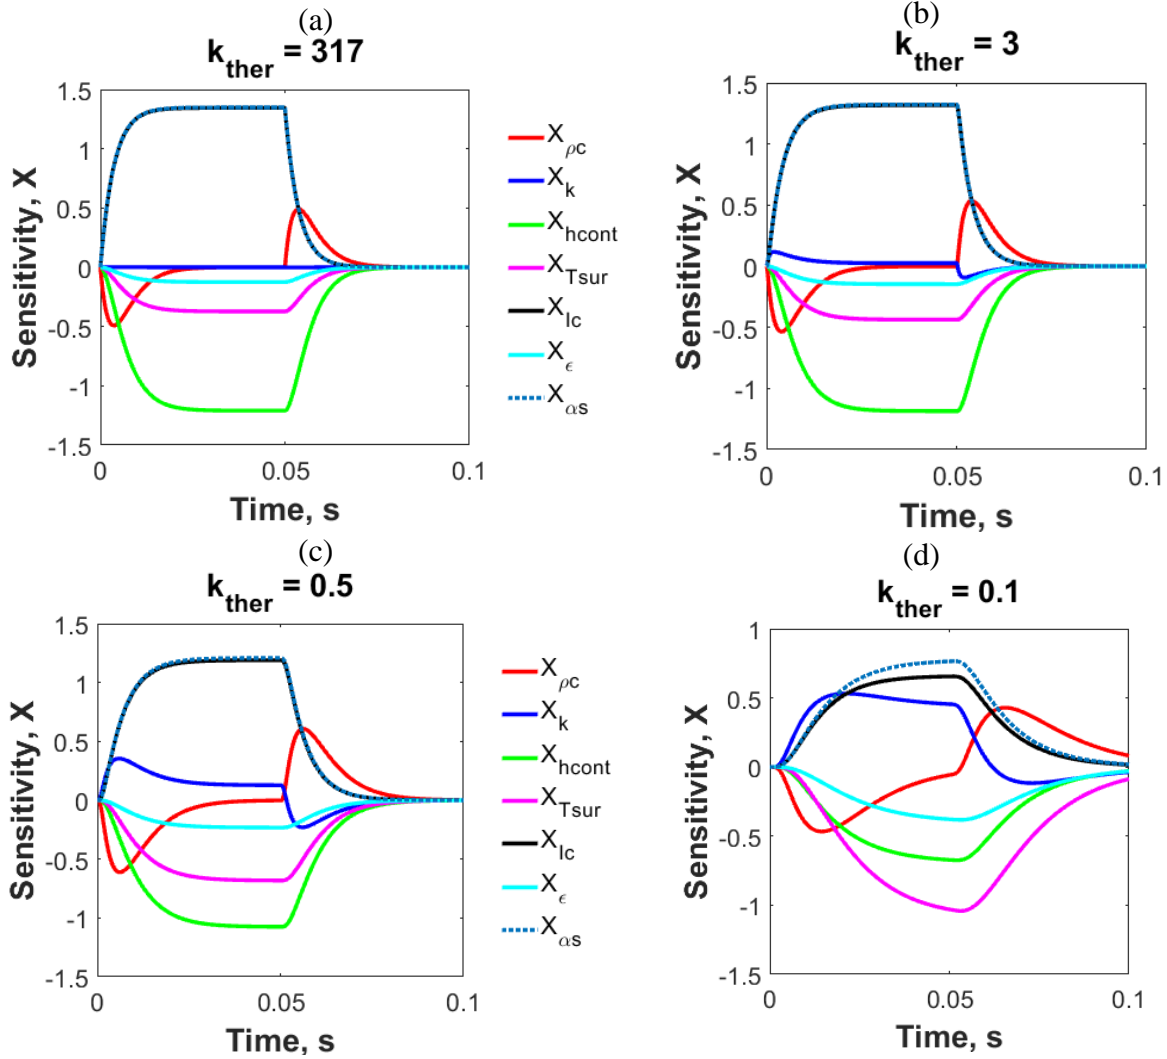 (a)
k_ther = 317
1.5
1
0.5
0
-0.5
-1
-1.5
0
0.05
0.1
Sensitivity, X
Time, s
X_ρc
X_k
X_hcont
X_Tsur
X_Ic
X_ϵ
X_αs
(b)
k_ther = 3
1.5
1
0.5
0
-0.5
-1
-1.5
0
0.05
0.1
Sensitivity, X
Time, s
(c)
k_ther = 0.5
1.5
1
0.5
0
-0.5
-1
-1.5
0
0.05
0.1
Sensitivity, X
Time, s
X_ρc
X_k
X_hcont
X_Tsur
X_Ic
X_ϵ
X_αs
(d)
k_ther = 0.1
1
0.5
0
-0.5
-1
-1.5
0
0.05
0.1
Sensitivity, X
Time, s